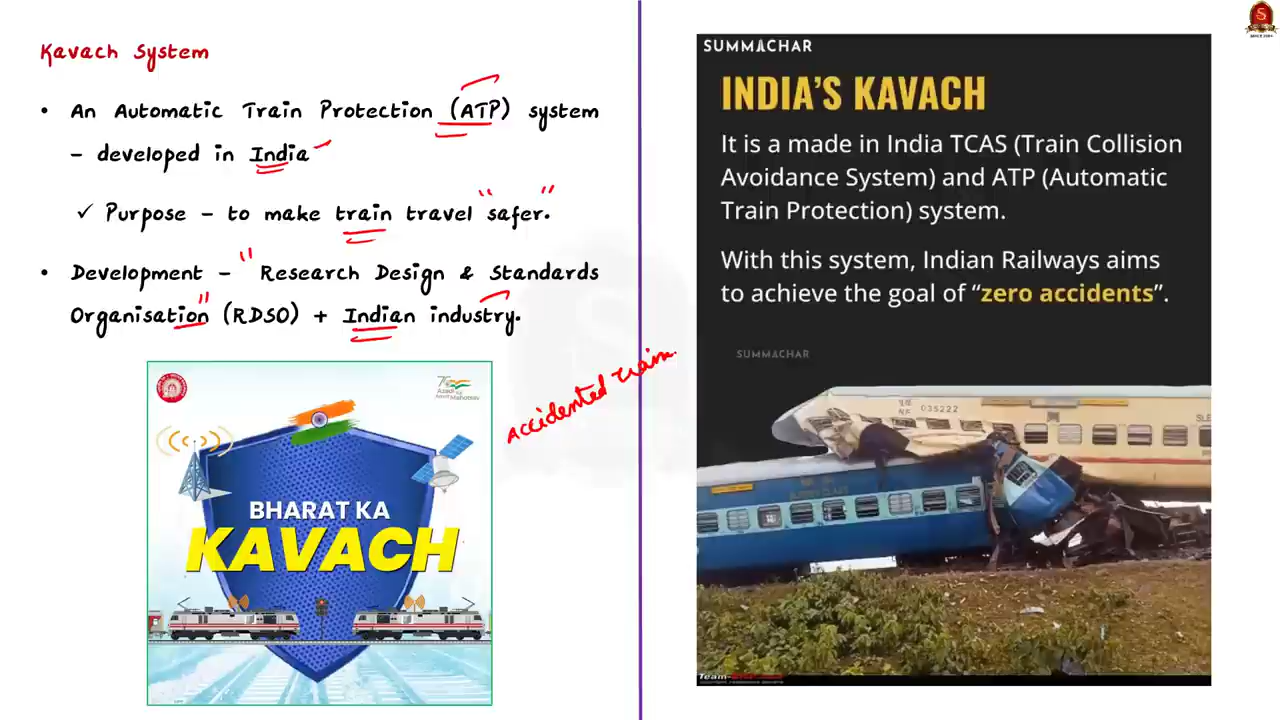 Kavach System
• An Automatic Train Protection (ATP) system
- developed in India
✓ Purpose - to make train travel "safer".
• Development - "Research Design & Standards
Organisation" (RDSO) + Indian industry.
accidented train.
BHARAT KA
KAVACH
S
SUMMACHAR
INDIA'S KAVACH
It is a made in India TCAS (Train Collision
Avoidance System) and ATP (Automatic
Train Protection) system.
With this system, Indian Railways aims
to achieve the goal of "zero accidents".
SUMMACHAR
035222